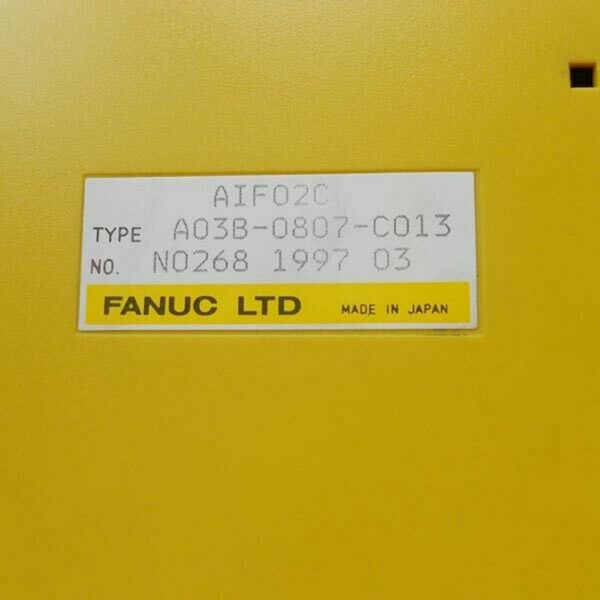 AIF02C
TYPE A03B-0807-C013
NO. N0268 1997 03
FANUC LTD MADE IN JAPAN